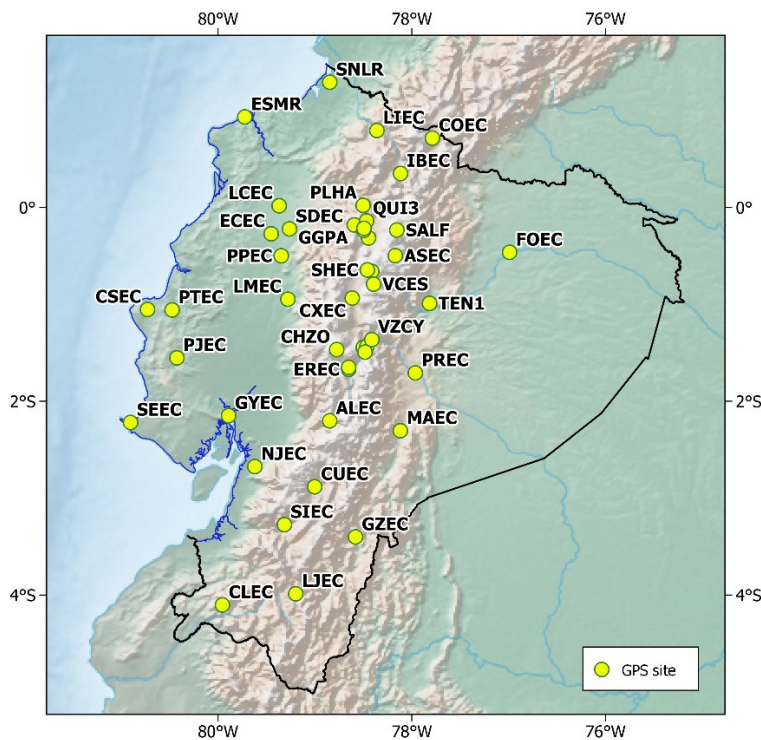 80°W 78°W 76°W
SNLR
ESMR
LIEC
COEC
IBEC
LCEC
PLHA
ECEC
SDEC
QUI3
SALF
GGPA
FOEC
PPEC
ASEC
SHEC
LMEC
VCES
CSEC
PTEC
CXEC
TEN1
VZCY
CHZO
PJEC
PREC
EREC
SEEC
GYEC
ALEC
MAEC
NJEC
CUEC
SIEC
GZEC
LJEC
CLEC
0° 0°
2°S 2°S
4°S 4°S
GPS site
80°W 78°W 76°W